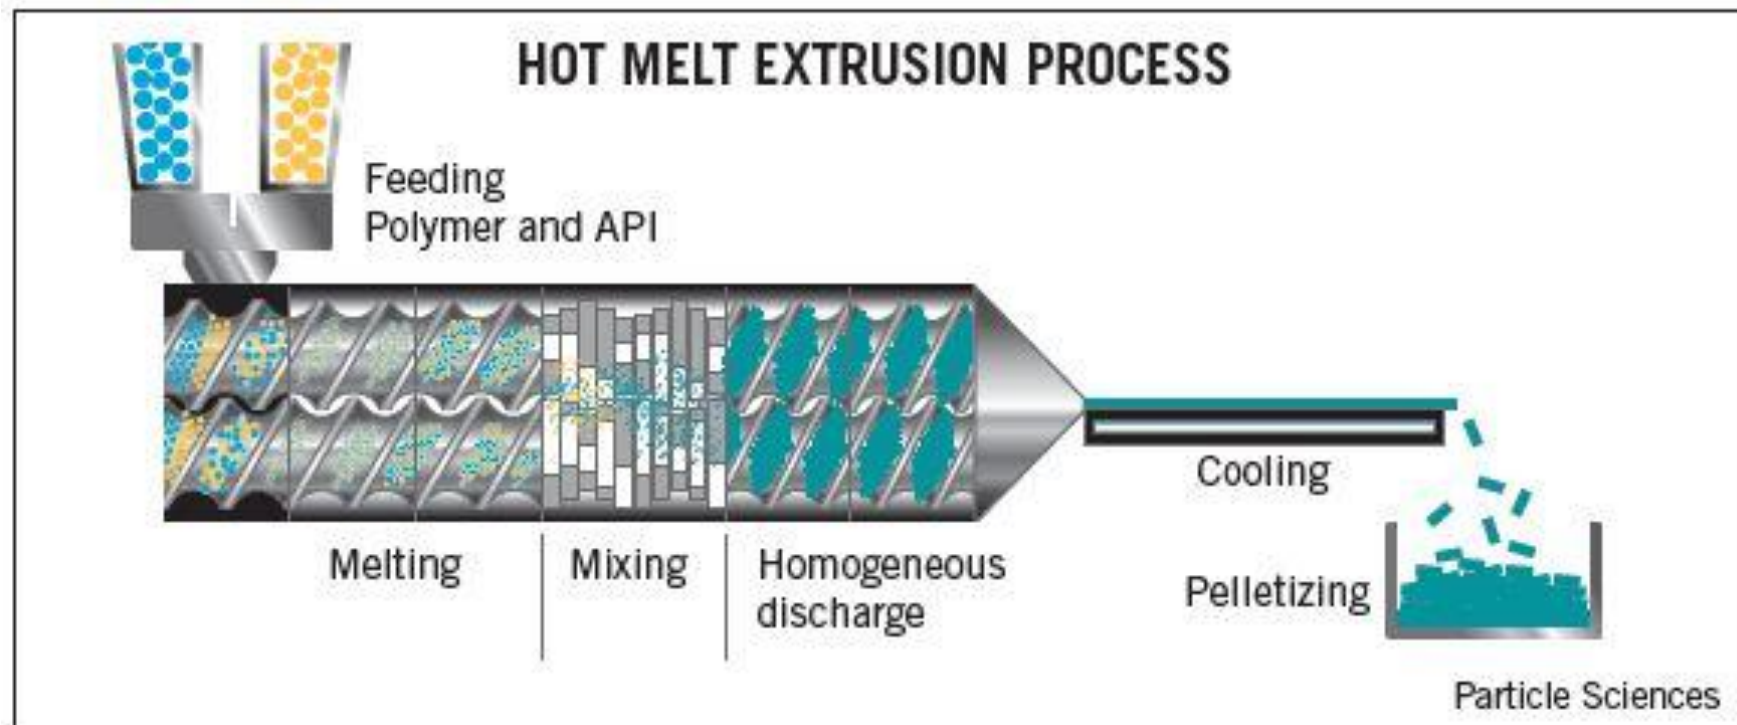 HOT MELT EXTRUSION PROCESS
Feeding
Polymer and API
Melting
Mixing
Homogeneous
discharge
Cooling
Pelletizing
Particle Sciences